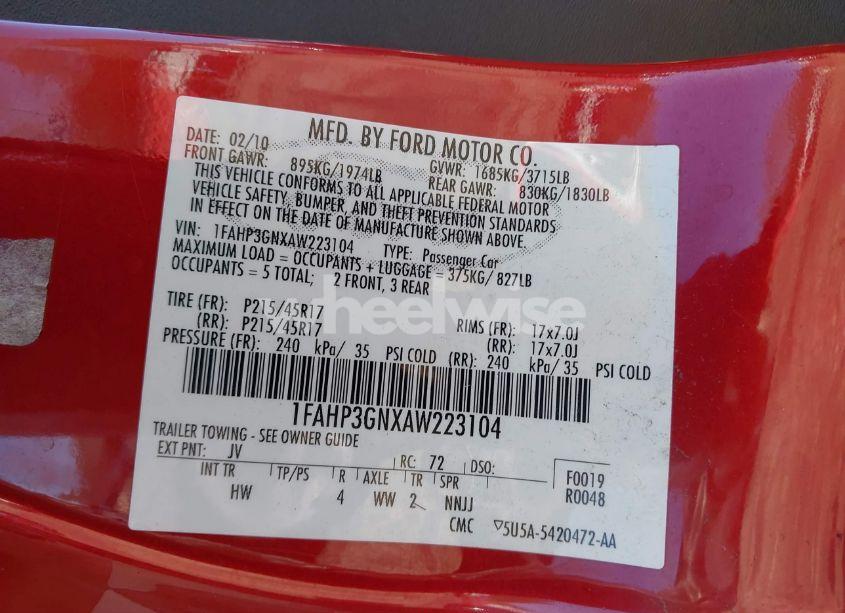 MFD. BY FORD MOTOR CO.
DATE: 02/10 GVWR: 1685KG/3715LB
FRONT GAWR: 895KG/1974LB REAR GAWR: 830KG/1830LB
THIS VEHICLE CONFORMS TO ALL APPLICABLE FEDERAL MOTOR
VEHICLE SAFETY, BUMPER, AND THEFT PREVENTION STANDARDS
IN EFFECT ON THE DATE OF MANUFACTURE SHOWN ABOVE.
VIN: 1FAHP3GNXAW223104 TYPE: Passenger Car
MAXIMUM LOAD = OCCUPANTS + LUGGAGE = 375KG/ 827LB
OCCUPANTS = 5 TOTAL; 2 FRONT, 3 REAR
wheelwise
TIRE (FR): P215/45R17 RIMS (FR): 17x7.0J
(RR): P215/45R17 (RR): 17x7.0J
PRESSURE (FR): 240 kPa/ 35 PSI COLD (RR): 240 kPa/ 35 PSI COLD
1FAHP3GNXAW223104
TRAILER TOWING - SEE OWNER GUIDE
EXT PNT: JV RC: 72 DSO: F0019
INT TR TP/PS R AXLE TR SPR R0048
HW 4 WW 2 NNJJ
CMC ▽5U5A-5420472-AA